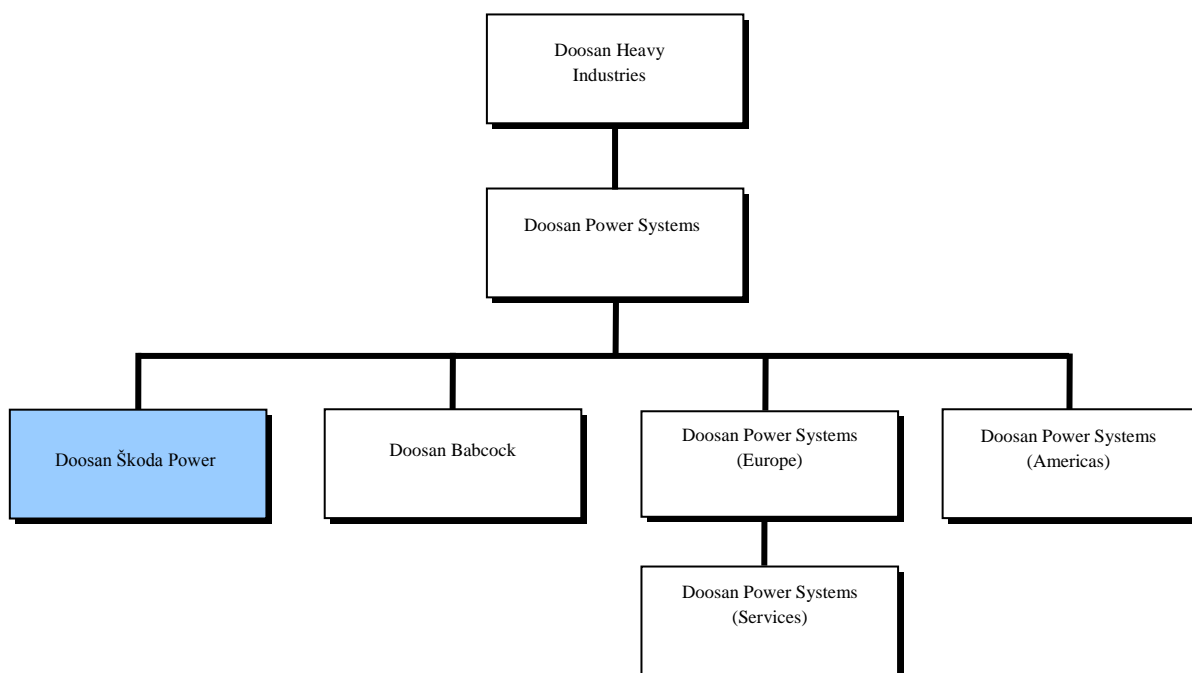 Doosan Heavy
Industries
Doosan Power Systems
Doosan Škoda Power
Doosan Babcock
Doosan Power Systems
(Europe)
Doosan Power Systems
(Americas)
Doosan Power Systems
(Services)